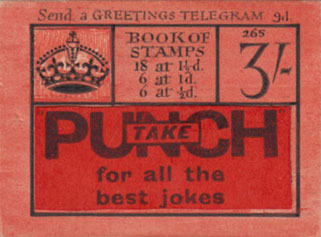 Send a GREETINGS TELEGRAM 9d.
BOOK OF
STAMPS
18 at 1½d.
6 at 1d.
6 at ½d.
265
3/-
"PUNCH"
TAKE
for all the
best jokes